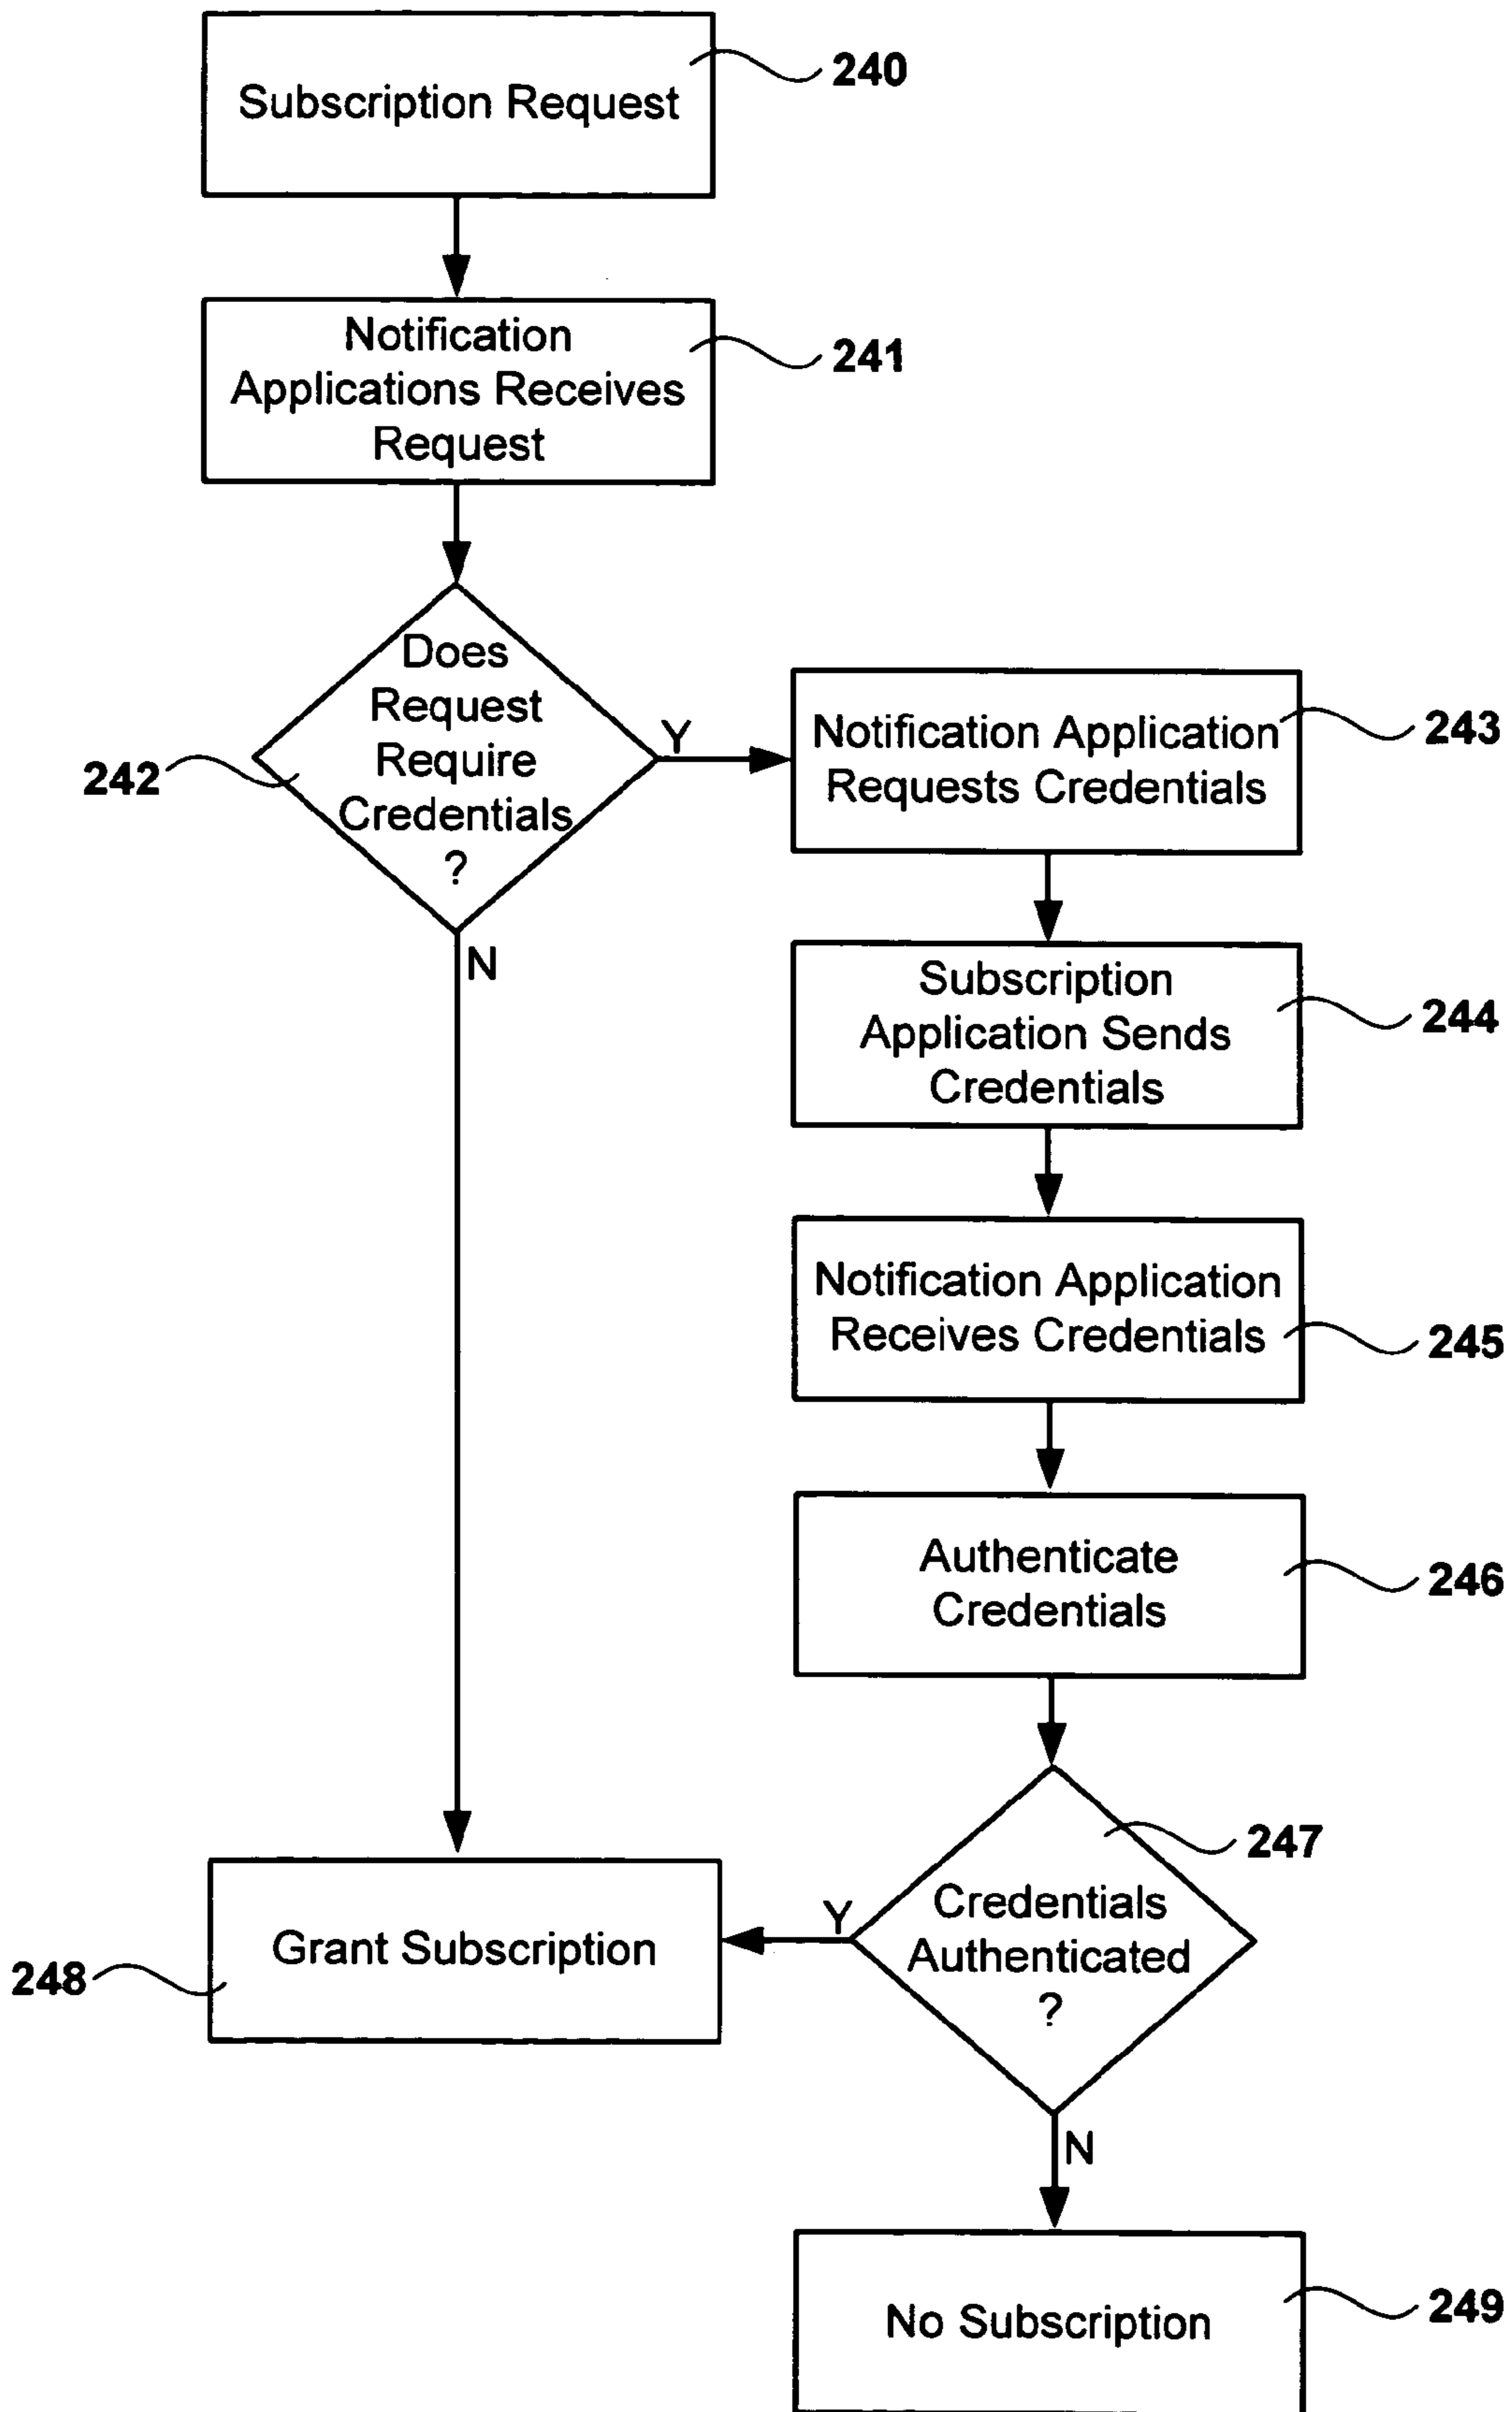 Subscription Request
240
Notification
Applications Receives
Request
241
Does
Request
Require
Credentials
?
242
Y
N
Notification Application
Requests Credentials
243
Subscription
Application Sends
Credentials
244
Notification Application
Receives Credentials
245
Authenticate
Credentials
246
247
Credentials
Authenticated
?
Y
N
Grant Subscription
248
No Subscription
249